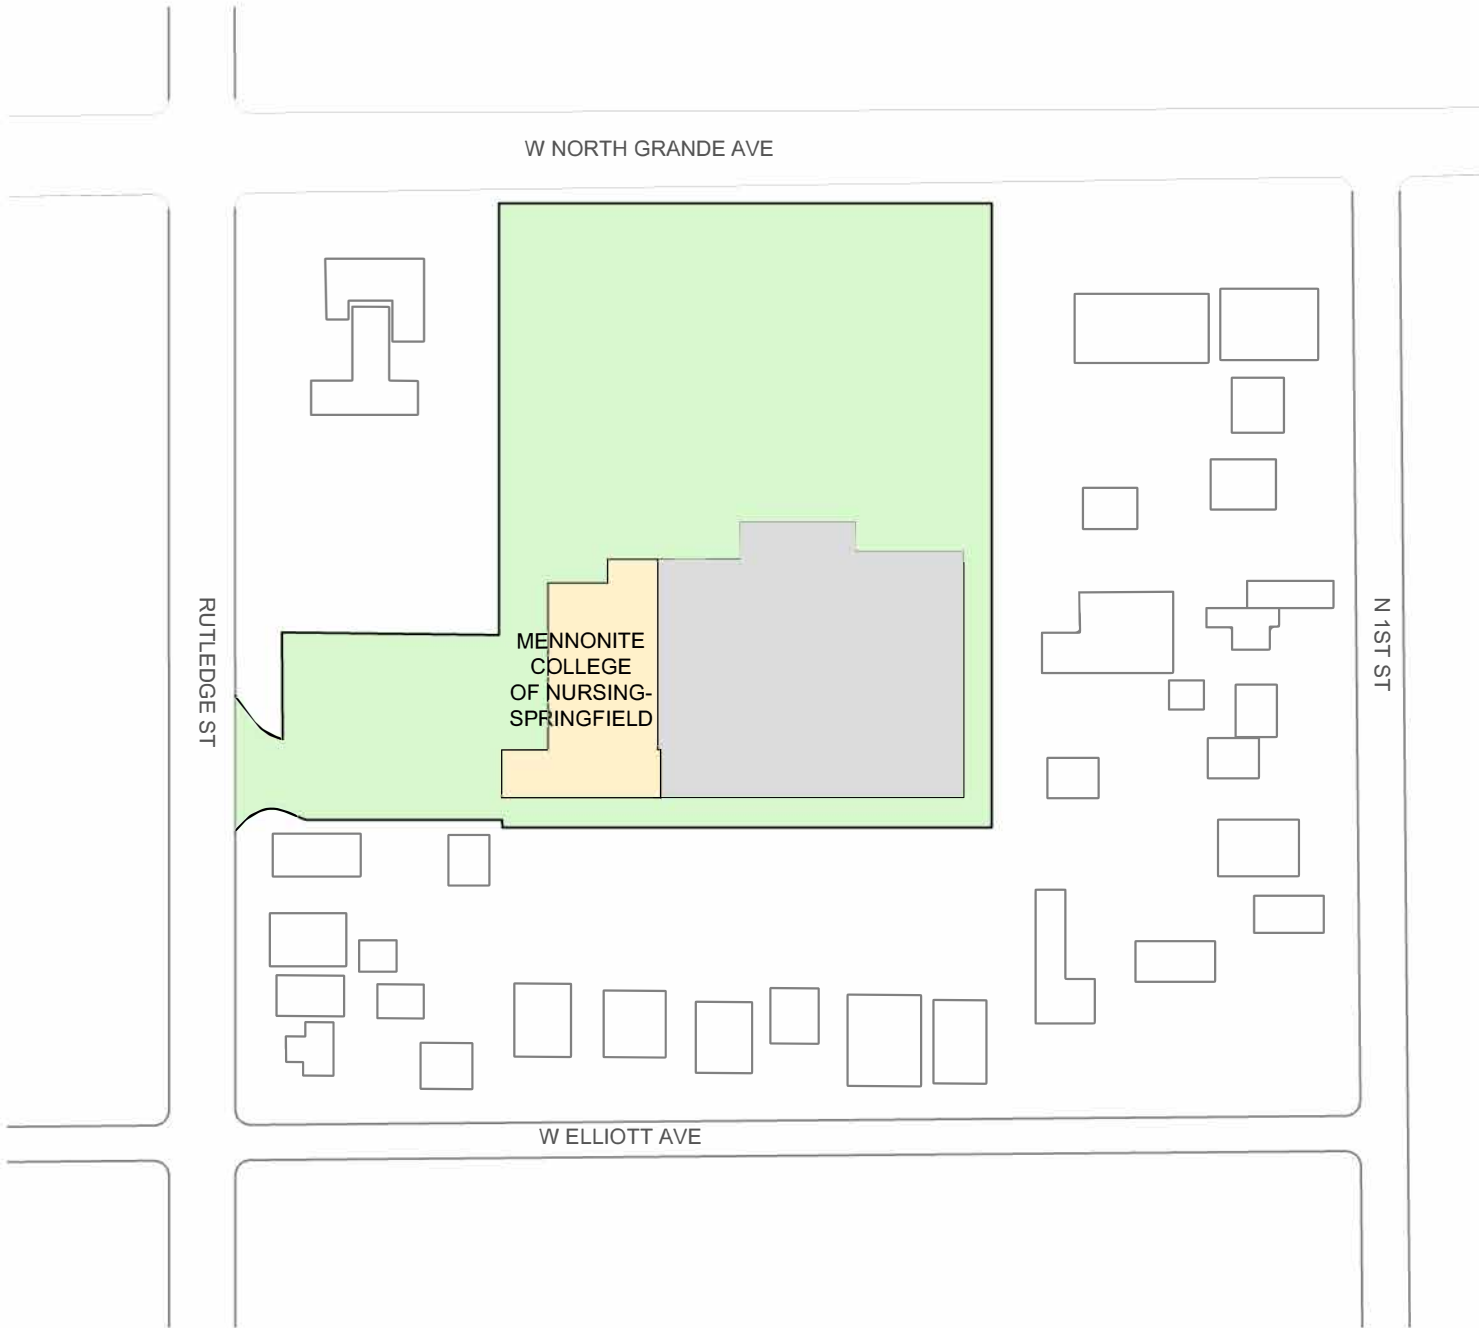 W NORTH GRANDE AVE
RUTLEDGE ST
MENNONITE
COLLEGE
OF NURSING-
SPRINGFIELD
N 1ST ST
W ELLIOTT AVE